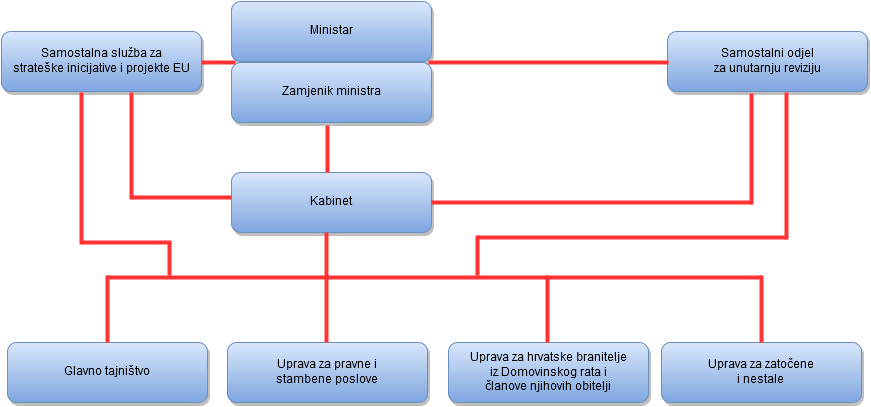 Ministar
Samostalna služba za
strateške inicijative i projekte EU
Samostalni odjel
za unutarnju reviziju
Zamjenik ministra
Kabinet
Glavno tajništvo
Uprava za pravne i
stambene poslove
Uprava za hrvatske branitelje
iz Domovinskog rata i
članove njihovih obitelji
Uprava za zatočene
i nestale